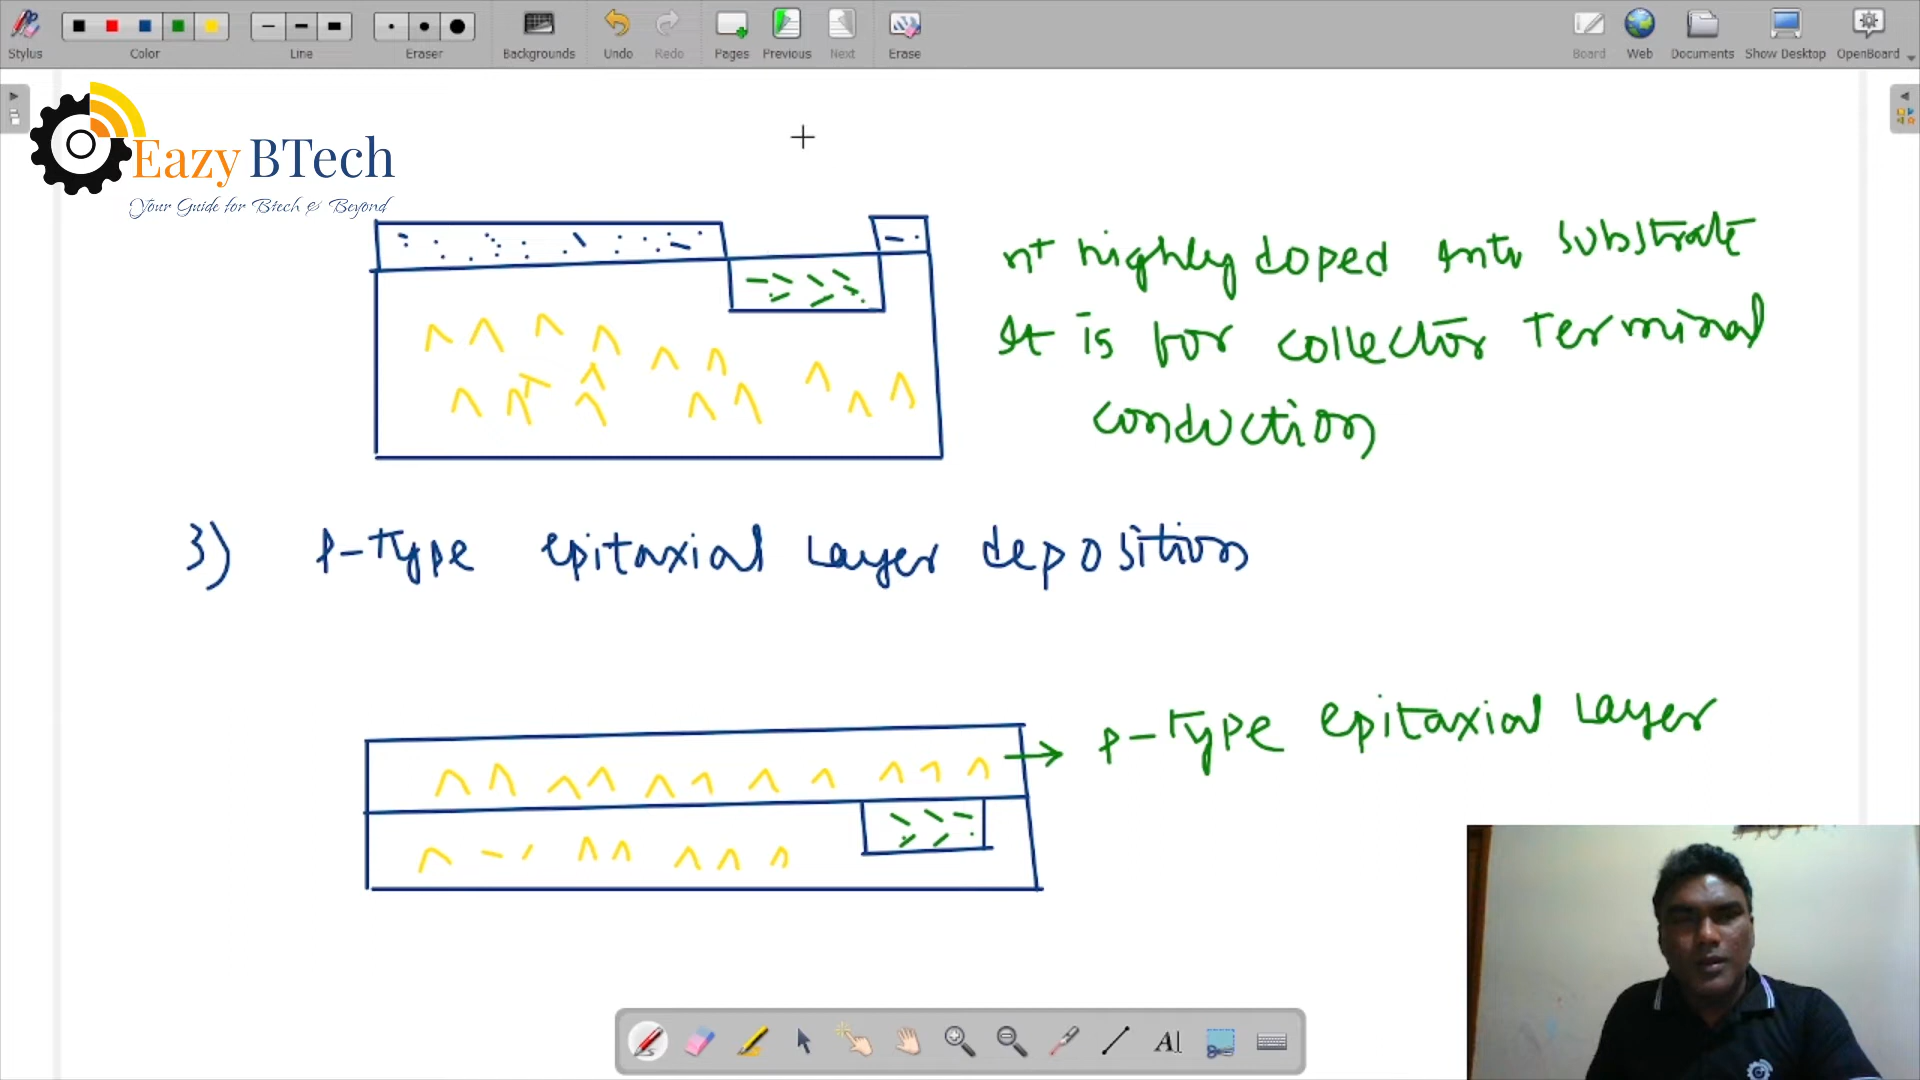 Stylus
Color
Line
Eraser
Backgrounds
Undo
Redo
Pages
Previous
Next
Erase
Board
Web
Documents
Show Desktop
OpenBoard
Eazy BTech
Your Guide for Btech & Beyond
n+ highly doped into substrate
It is for collector terminal
conduction
3) P-type epitaxial layer deposition
P-type epitaxial layer
AI